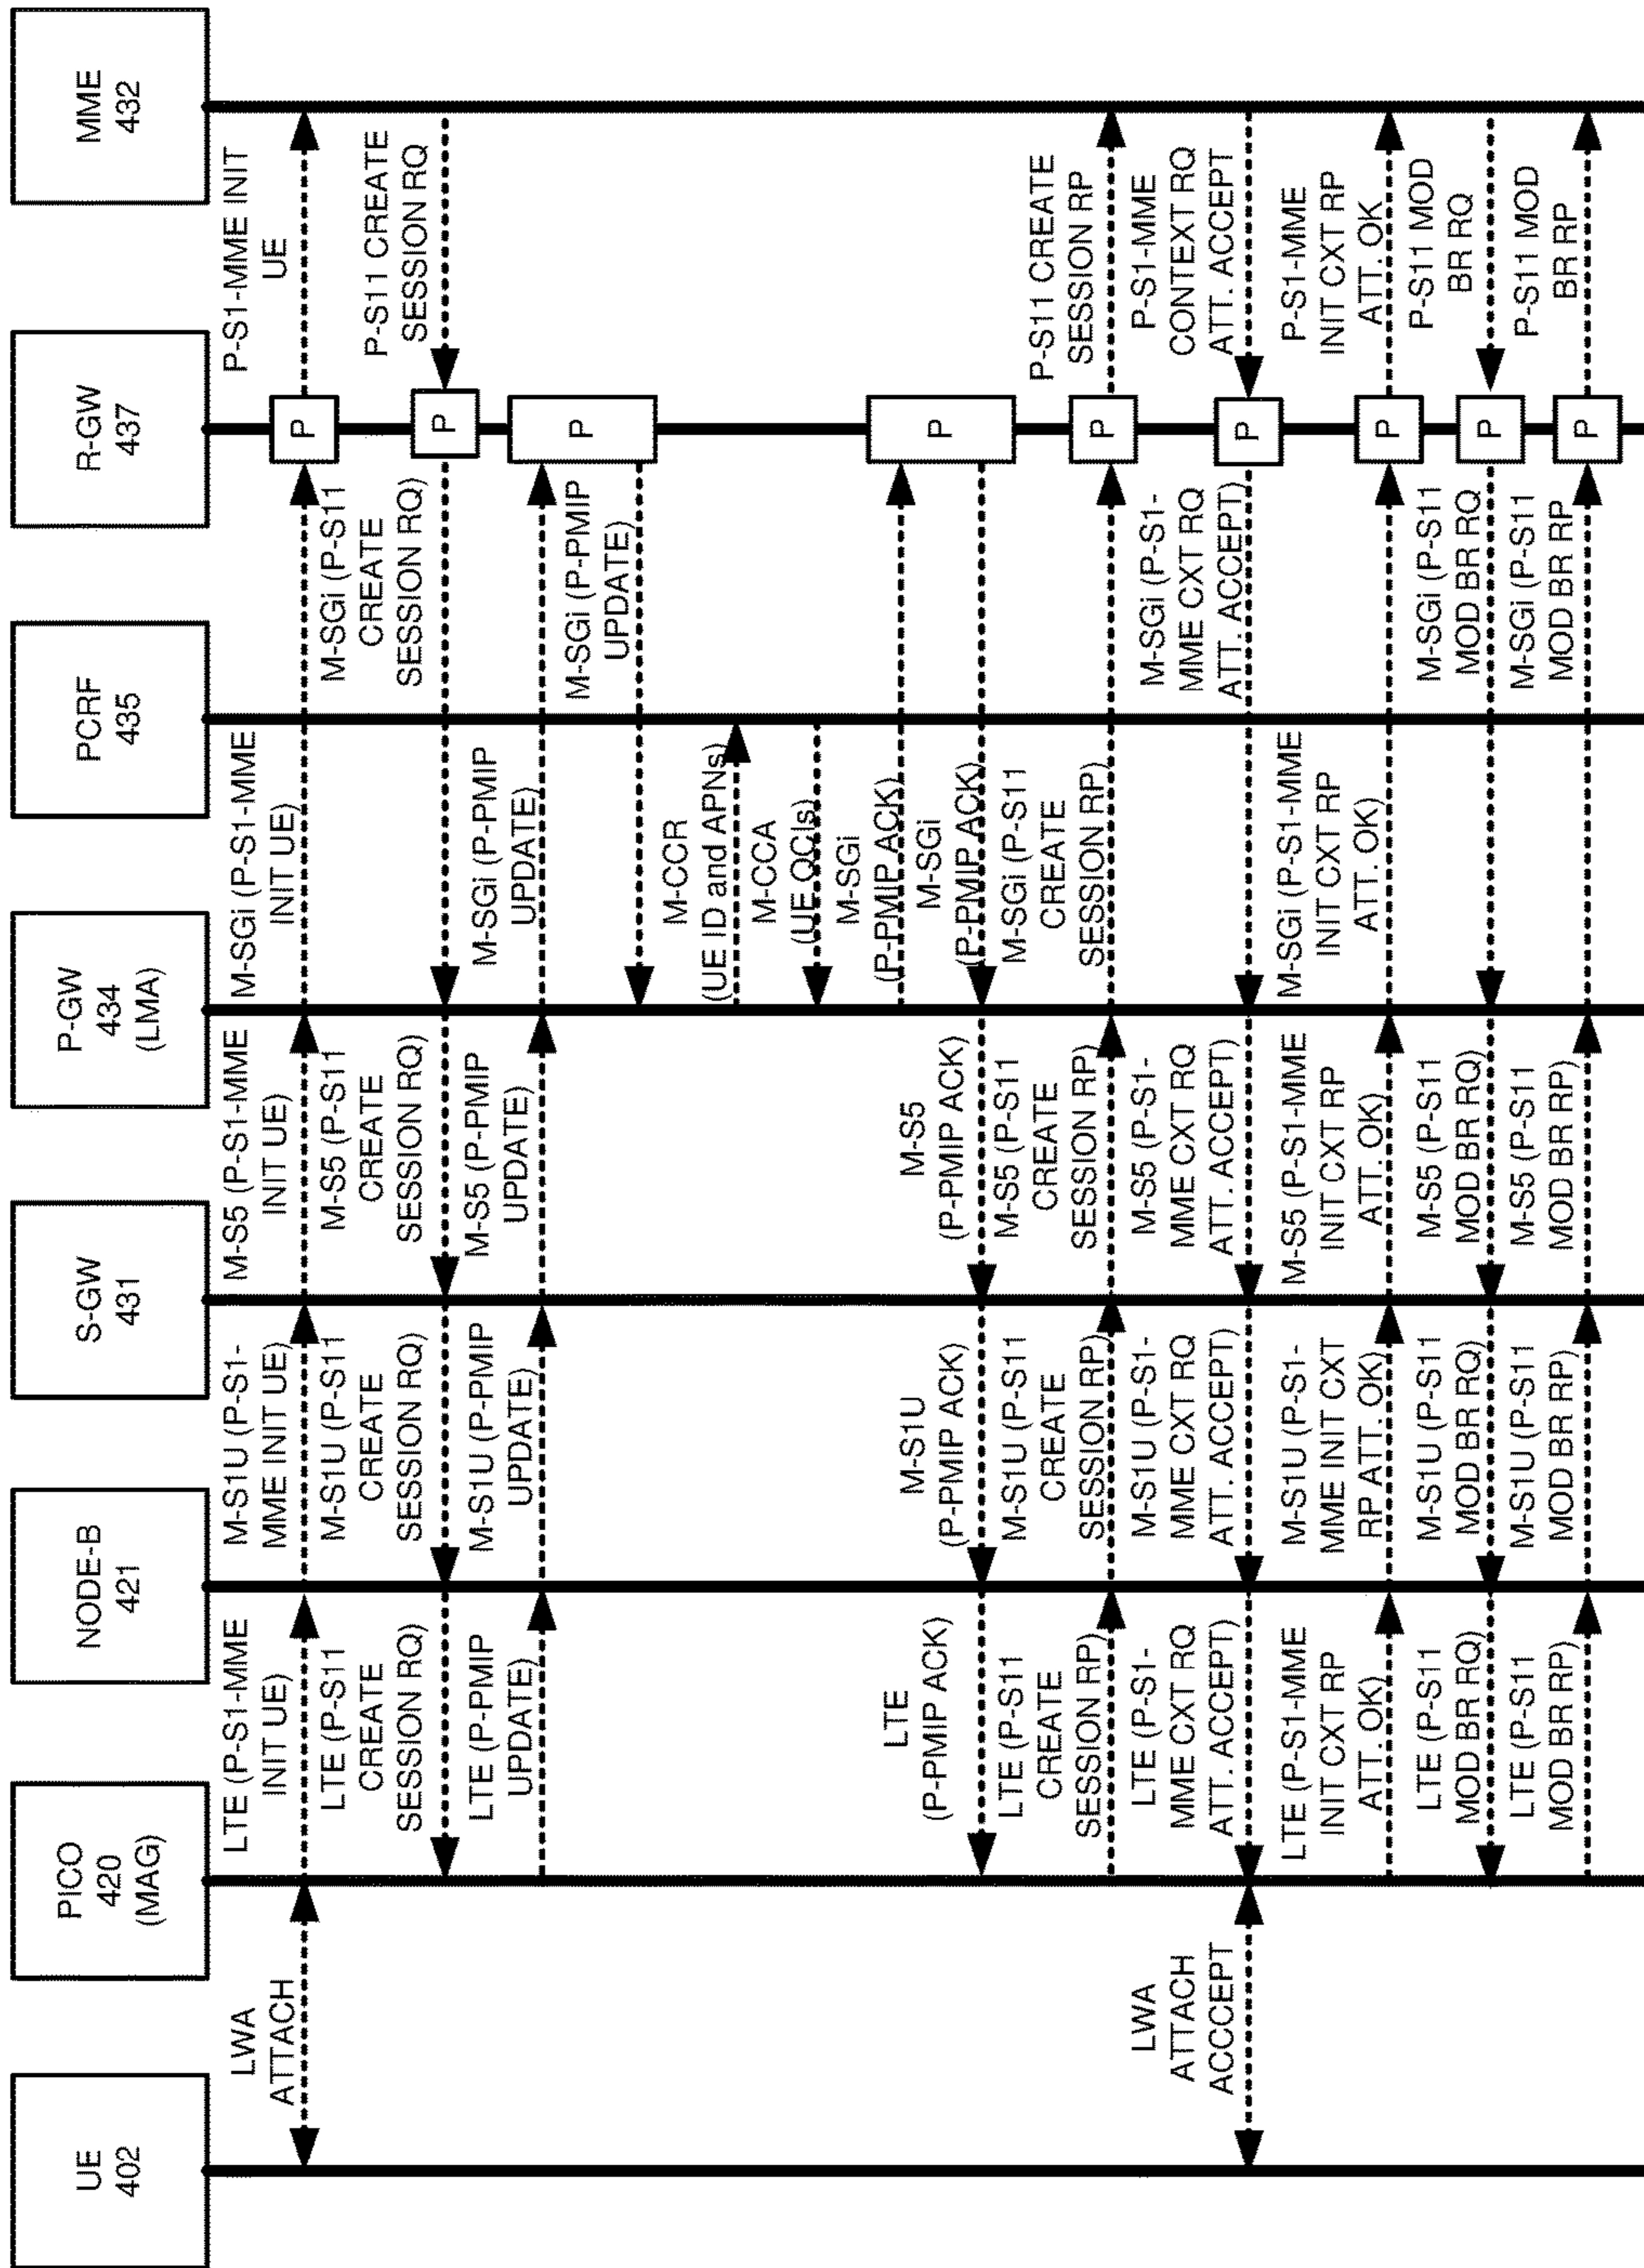 UE
402
PICO
420
(MAG)
NODE-B
421
S-GW
431
P-GW
434
(LMA)
PCRF
435
R-GW
437
MME
432
LWA
ATTACH
LTE (P-S1-MME
INIT UE)
M-S1U (P-S1-
MME INIT UE)
M-S5 (P-S1-MME
INIT UE)
M-SGi (P-S1-MME
INIT UE)
P
P-S1-MME INIT
UE
LTE (P-S11
CREATE
SESSION RQ)
M-S1U (P-S11
CREATE
SESSION RQ)
M-S5 (P-S11
CREATE
SESSION RQ)
M-SGi (P-S11
CREATE
SESSION RQ)
P
P-S11 CREATE
SESSION RQ
LTE (P-PMIP
UPDATE)
M-S1U (P-PMIP
UPDATE)
M-S5 (P-PMIP
UPDATE)
M-SGi (P-PMIP
UPDATE)
P
M-SGi (P-PMIP
UPDATE)
M-CCR
(UE ID and APNs)
M-CCA
(UE QCIs)
M-SGi
(P-PMIP ACK)
P
LTE
(P-PMIP ACK)
M-S1U
(P-PMIP ACK)
M-S5
(P-PMIP ACK)
M-SGi
(P-PMIP ACK)
LTE (P-S11
CREATE
SESSION RP)
M-S1U (P-S11
CREATE
SESSION RP)
M-S5 (P-S11
CREATE
SESSION RP)
M-SGi (P-S11
CREATE
SESSION RP)
P
P-S11 CREATE
SESSION RP
LWA
ATTACH
ACCCEPT
LTE (P-S1-
MME CXT RQ
ATT. ACCEPT)
M-S1U (P-S1-
MME CXT RQ
ATT. ACCEPT)
M-S5 (P-S1-
MME CXT RQ
ATT. ACCEPT)
M-SGi (P-S1-
MME CXT RQ
ATT. ACCEPT)
P
P-S1-MME
CONTEXT RQ
ATT. ACCEPT
LTE (P-S1-MME
INIT CXT RP
ATT. OK)
M-S1U (P-S1-
MME INIT CXT
RP ATT. OK)
M-S5 (P-S1-MME
INIT CXT RP
ATT. OK)
M-SGi (P-S1-MME
INIT CXT RP
ATT. OK)
P
P-S1-MME
INIT CXT RP
ATT. OK
LTE (P-S11
MOD BR RQ)
M-S1U (P-S11
MOD BR RQ)
M-S5 (P-S11
MOD BR RQ)
M-SGi (P-S11
MOD BR RQ
P
P-S11 MOD
BR RQ
LTE (P-S11
MOD BR RP)
M-S1U (P-S11
MOD BR RP)
M-S5 (P-S11
MOD BR RP)
M-SGi (P-S11
MOD BR RP
P
P-S11 MOD
BR RP